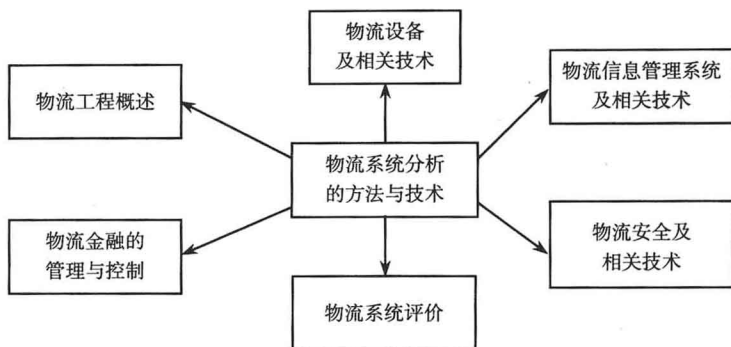 物流设备
及相关技术
物流工程概述
物流信息管理系统
及相关技术
物流系统分析
的方法与技术
物流金融的
管理与控制
物流安全及
相关技术
物流系统评价